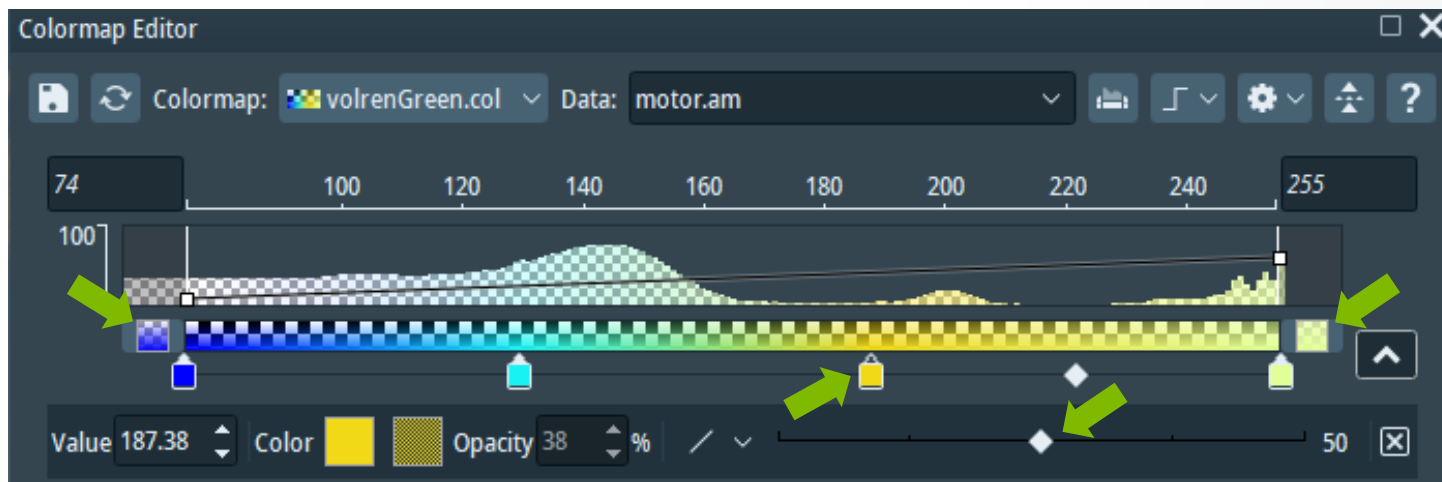 Colormap Editor
Colormap: volrenGreen.col Data: motor.am ?
74 100 120 140 160 180 200 220 240 255
100
Value 187.38 Color Opacity 38 % 50